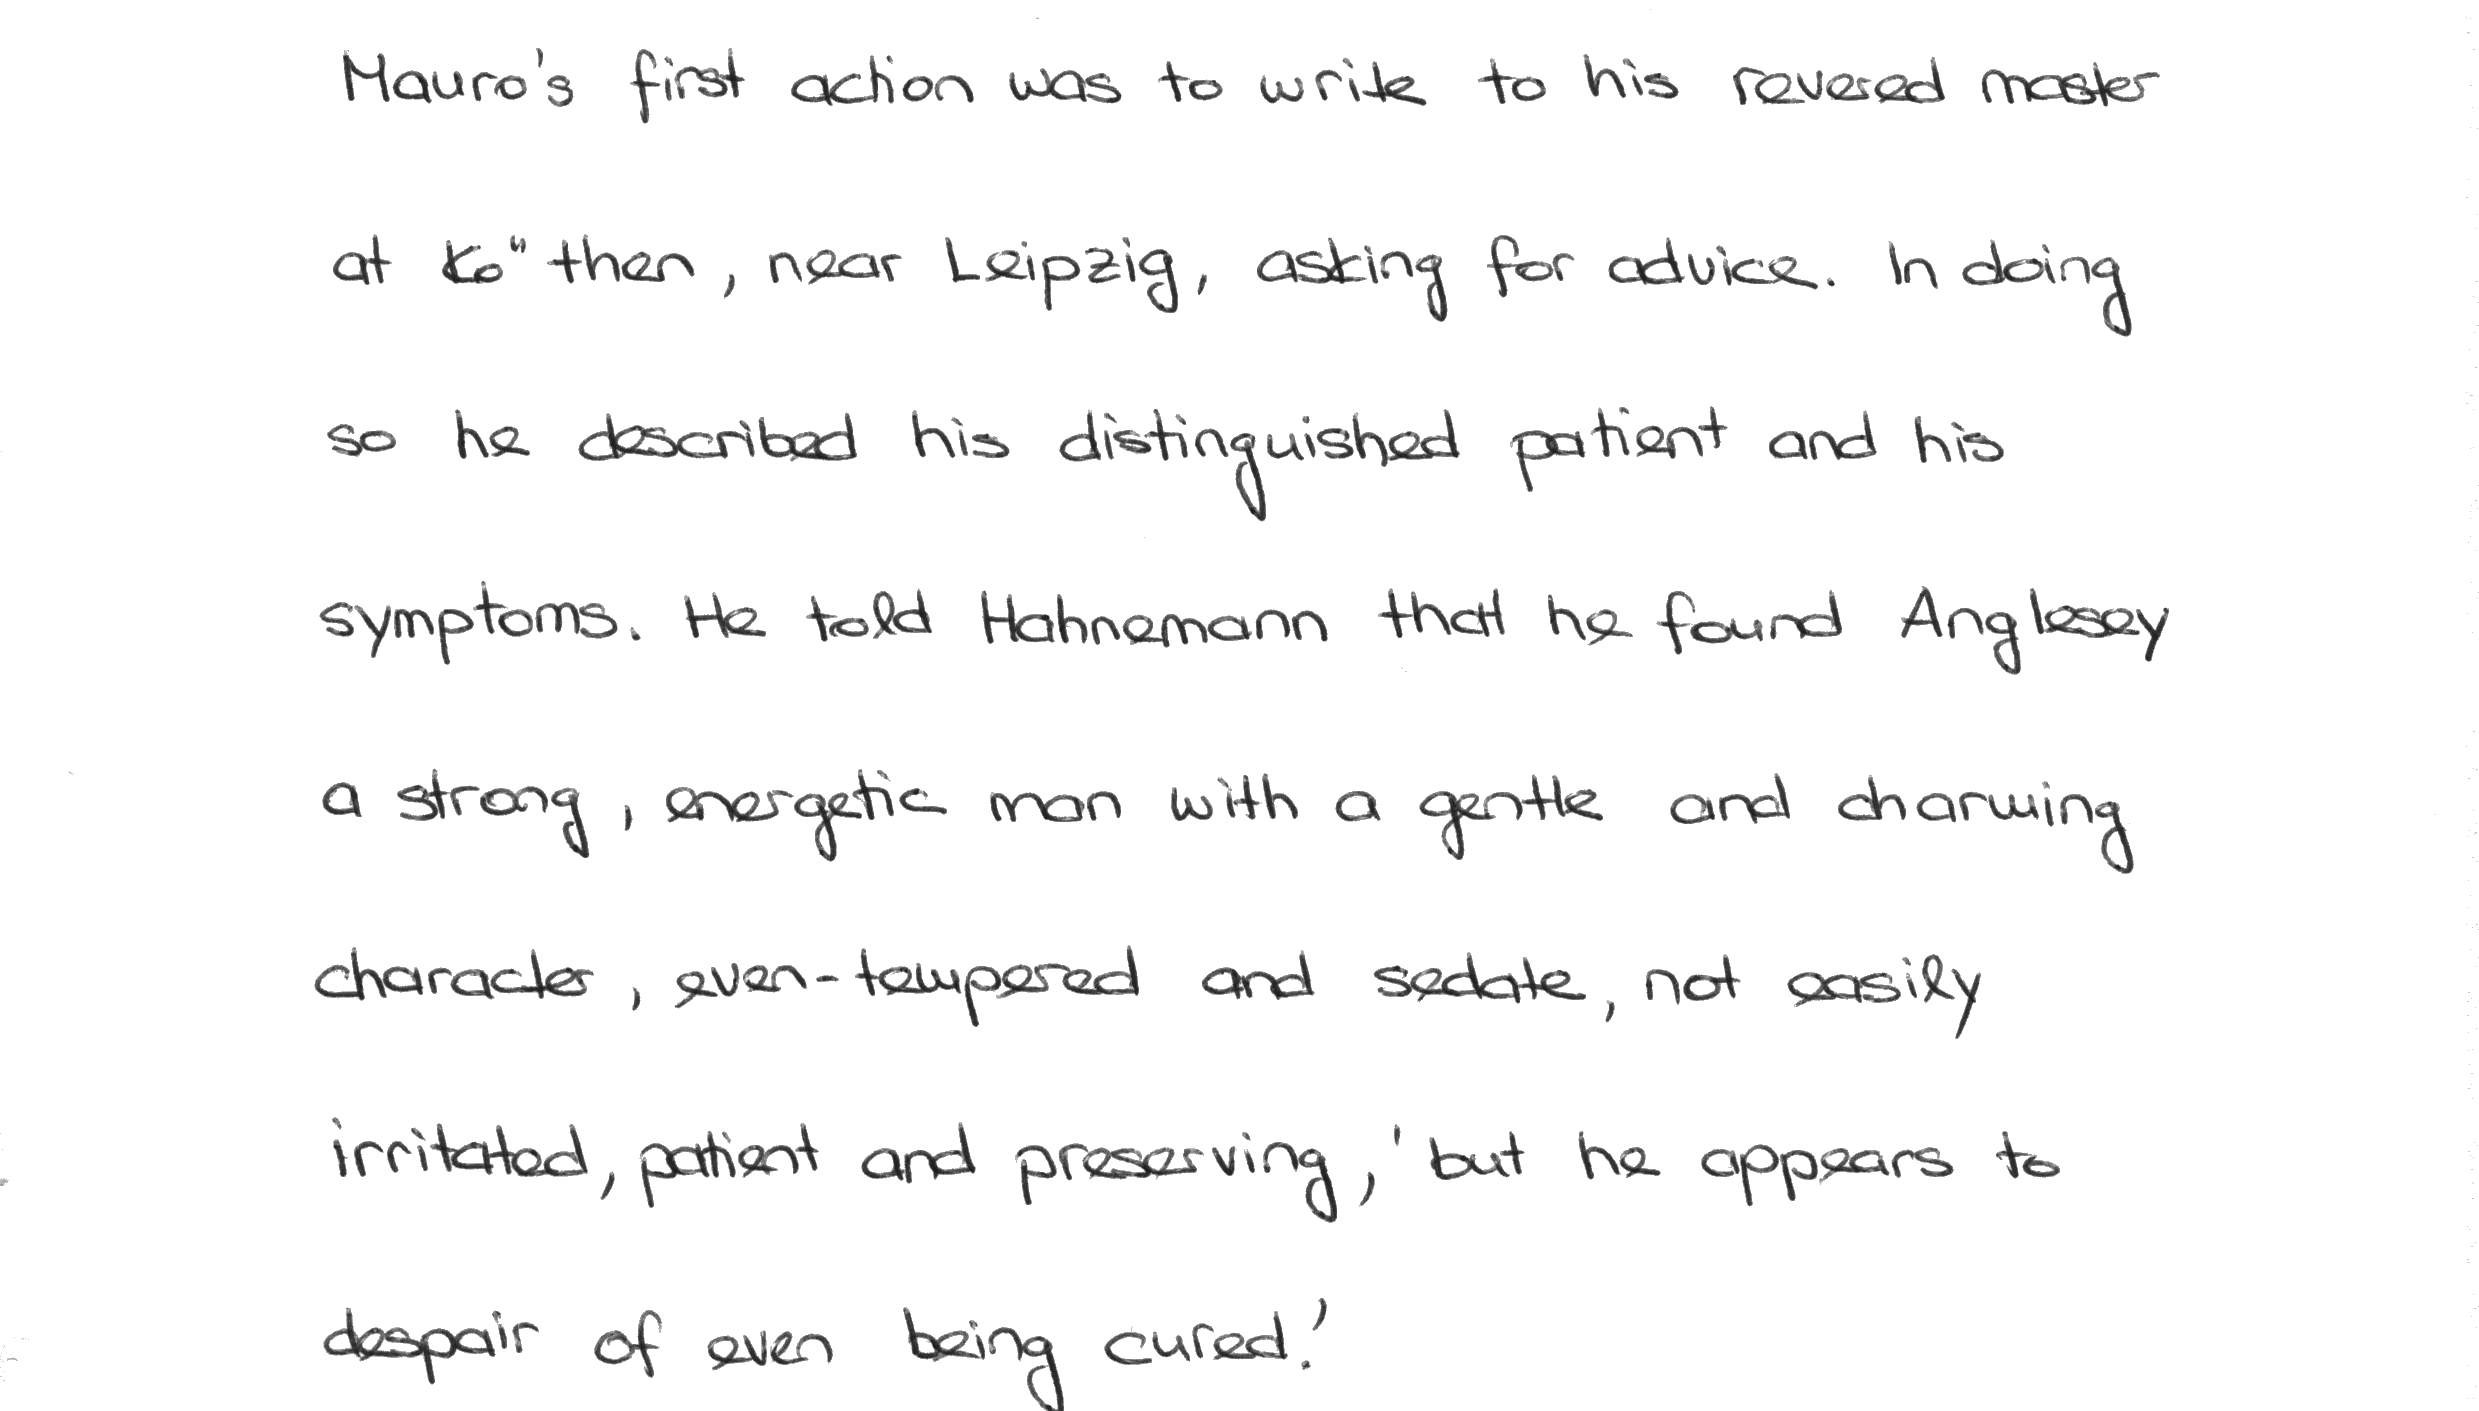 Mauro's first action was to write to his revered master
at Ko" then, near Leipzig, asking for advice. In doing
so he described his distinguished patient and his
symptoms. He told Hahnemann that he found Anglesey
a strong, energetic man with a gentle and charming
character, even-tempered and sedate, not easily
irritated, patient and preserving, 'but he appears to
despair of even being cured.'